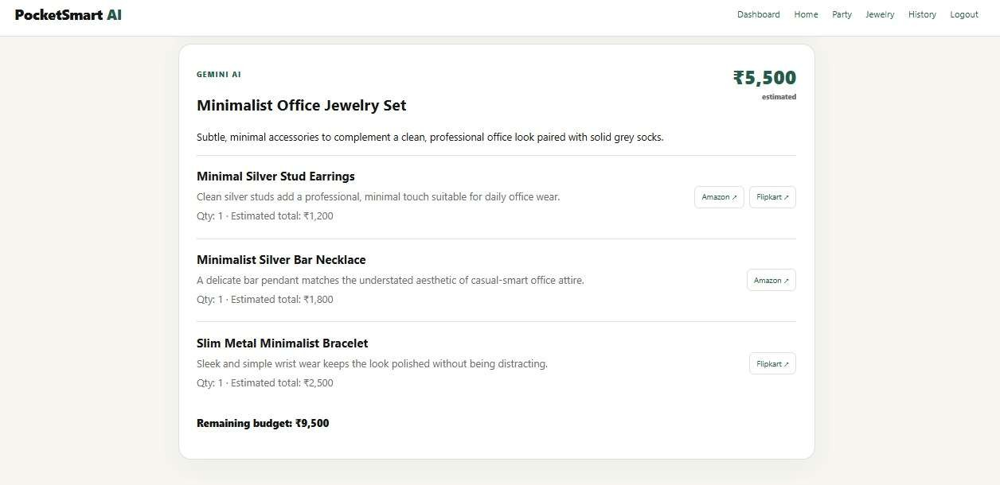 PocketSmart AI
Dashboard Home Party Jewelry History Logout
GEMINI AI
₹5,500
estimated
Minimalist Office Jewelry Set
Subtle, minimal accessories to complement a clean, professional office look paired with solid grey socks.
Minimal Silver Stud Earrings
Clean silver studs add a professional, minimal touch suitable for daily office wear.
Amazon ↗ Flipkart ↗
Qty: 1 · Estimated total: ₹1,200
Minimalist Silver Bar Necklace
A delicate bar pendant matches the understated aesthetic of casual-smart office attire.
Amazon ↗
Qty: 1 · Estimated total: ₹1,800
Slim Metal Minimalist Bracelet
Sleek and simple wrist wear keeps the look polished without being distracting.
Flipkart ↗
Qty: 1 · Estimated total: ₹2,500
Remaining budget: ₹9,500